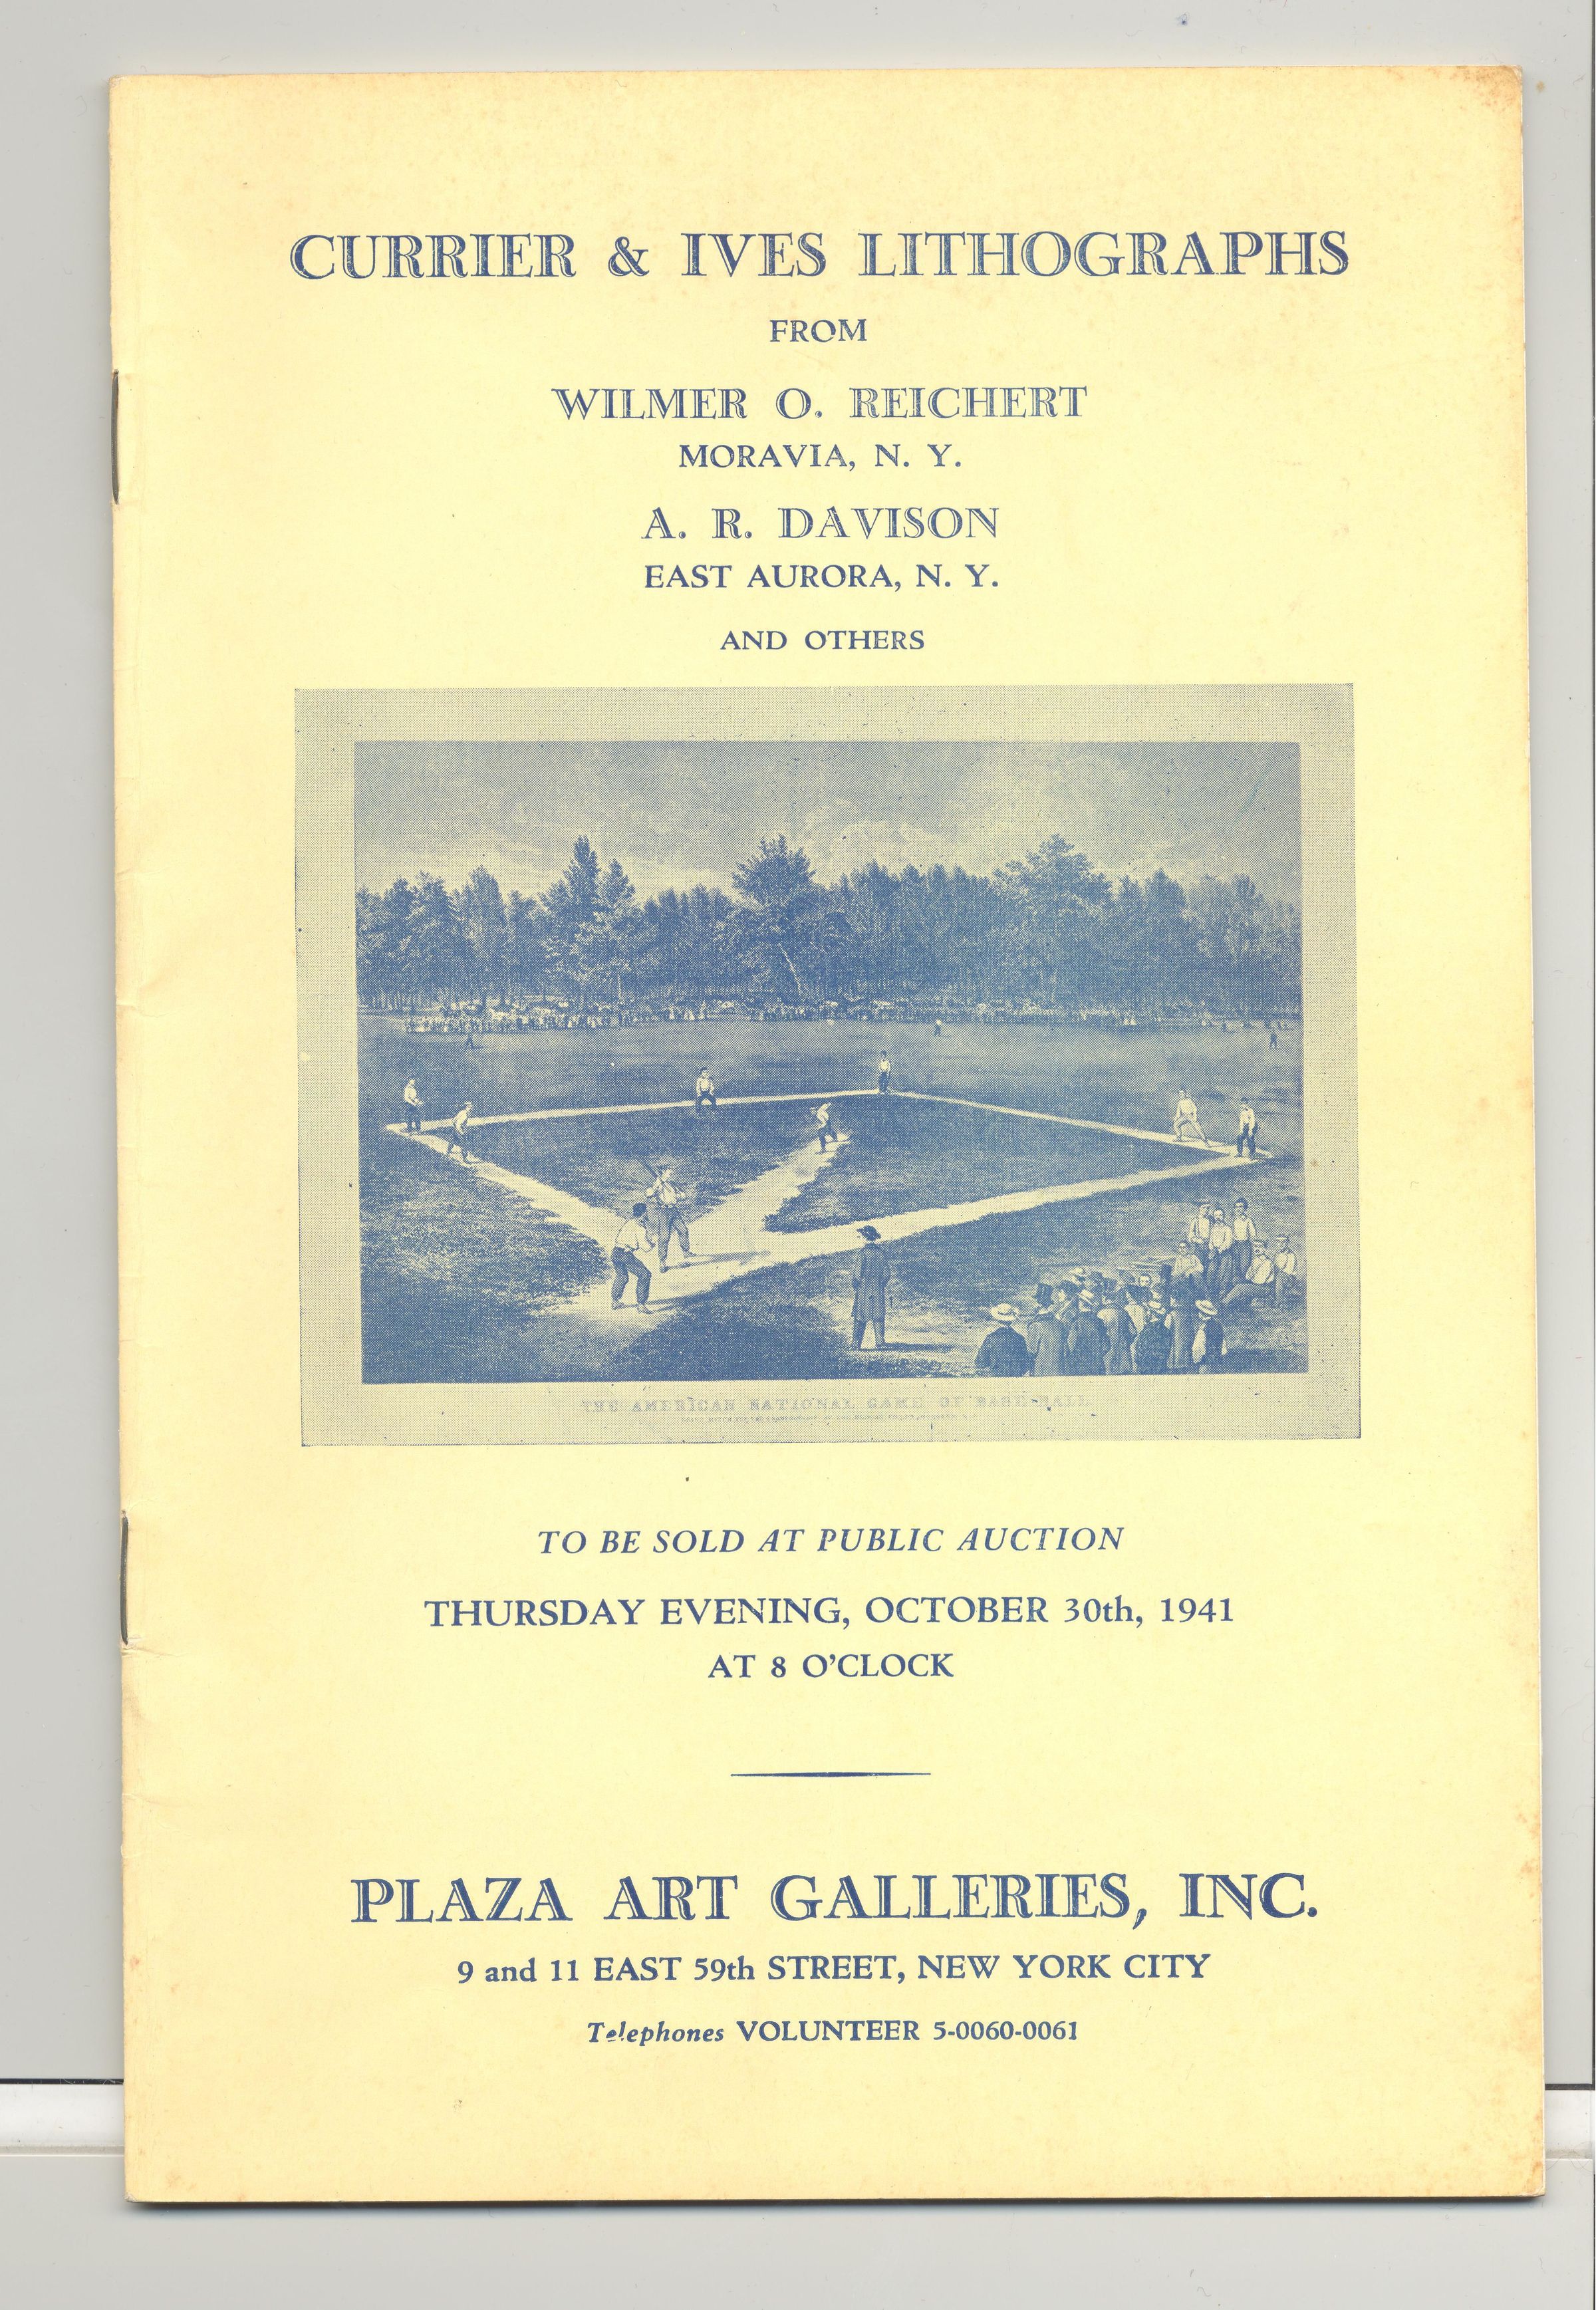 CURRIER & IVES LITHOGRAPHS
FROM
WILMER O. REICHERT
MORAVIA, N. Y.
A. R. DAVISON
EAST AURORA, N. Y.
AND OTHERS
THE AMERICAN NATIONAL GAME OF BASE BALL
TO BE SOLD AT PUBLIC AUCTION
THURSDAY EVENING, OCTOBER 30th, 1941
AT 8 O'CLOCK
PLAZA ART GALLERIES, INC.
9 and 11 EAST 59th STREET, NEW YORK CITY
Telephones VOLUNTEER 5-0060-0061